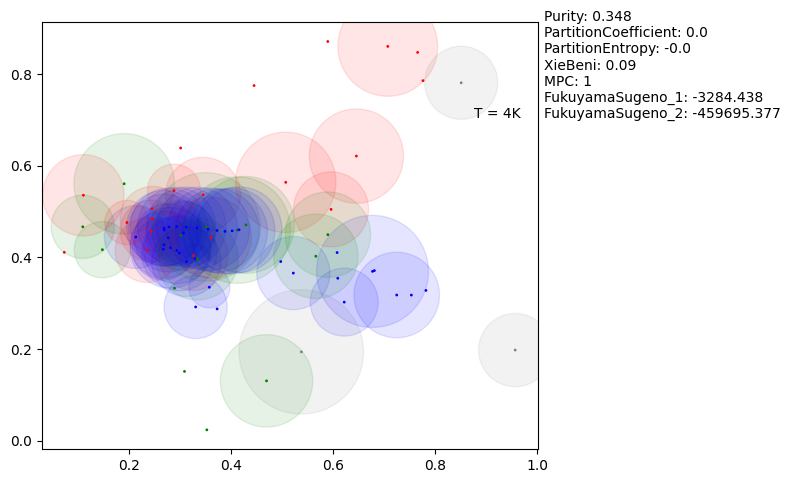 Purity: 0.348
PartitionCoefficient: 0.0
PartitionEntropy: -0.0
XieBeni: 0.09
MPC: 1
FukuyamaSugeno_1: -3284.438
FukuyamaSugeno_2: -459695.377
T = 4K
0.8
0.6
0.4
0.2
0.0
0.2 0.4 0.6 0.8 1.0